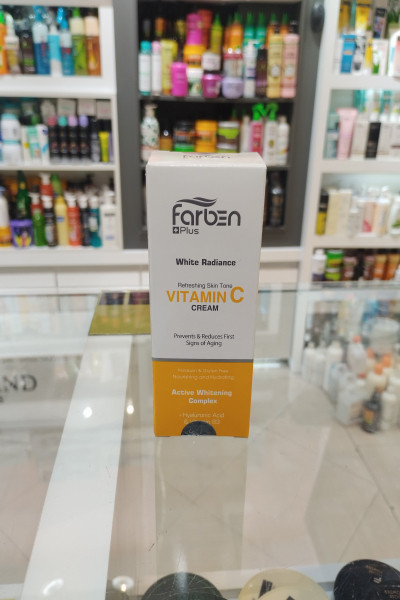 Farben
Plus
White Radiance
Refreshing Skin Tone
VITAMIN C
CREAM
Prevents & Reduces First
Signs of Aging
Active Whitening
Complex
+ Hyaluronic Acid